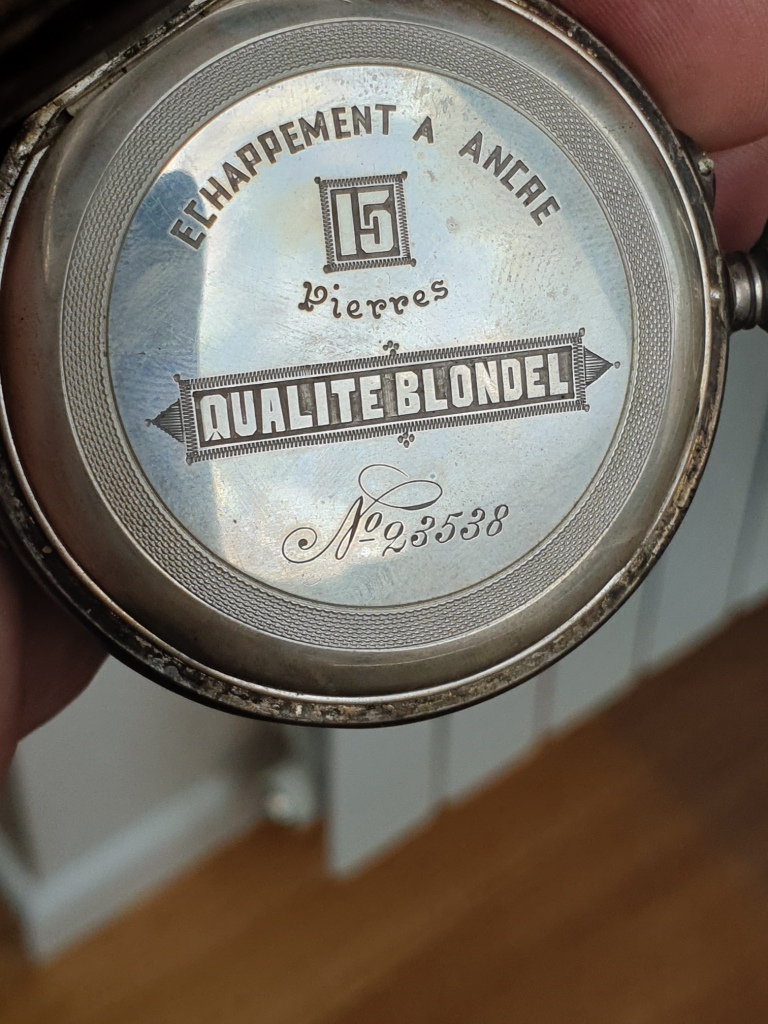 ECHAPPEMENT A ANCRE
15
Pierres
QUALITE BLONDEL
No 23538